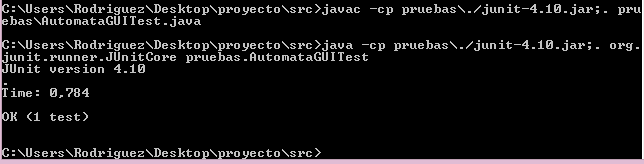 C:\Users\Rodriguez\Desktop\proyecto\src>javac -cp pruebas\./junit-4.10.jar;. pru
ebas\AutomataGUITest.java
C:\Users\Rodriguez\Desktop\proyecto\src>java -cp pruebas\./junit-4.10.jar;. org.
junit.runner.JUnitCore pruebas.AutomataGUITest
JUnit version 4.10
.
Time: 0,784
OK (1 test)
C:\Users\Rodriguez\Desktop\proyecto\src>